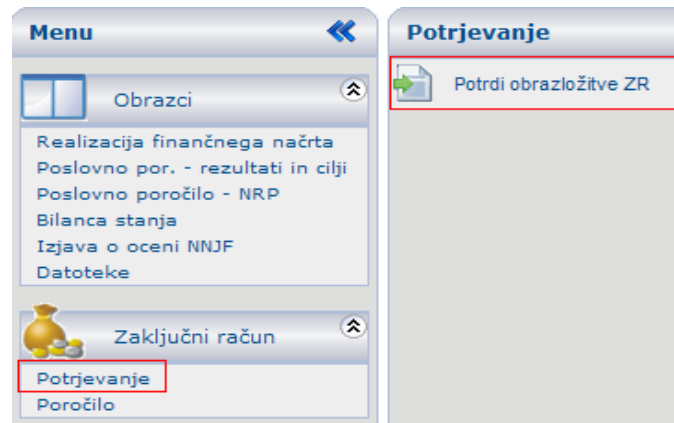 Menu
Obrazci
Realizacija finančnega načrta
Poslovno por. - rezultati in cilji
Poslovno poročilo - NRP
Bilanca stanja
Izjava o oceni NNJF
Datoteke
Zaključni račun
Potrjevanje
Poročilo
Potrjevanje
Potrdi obrazložitve ZR